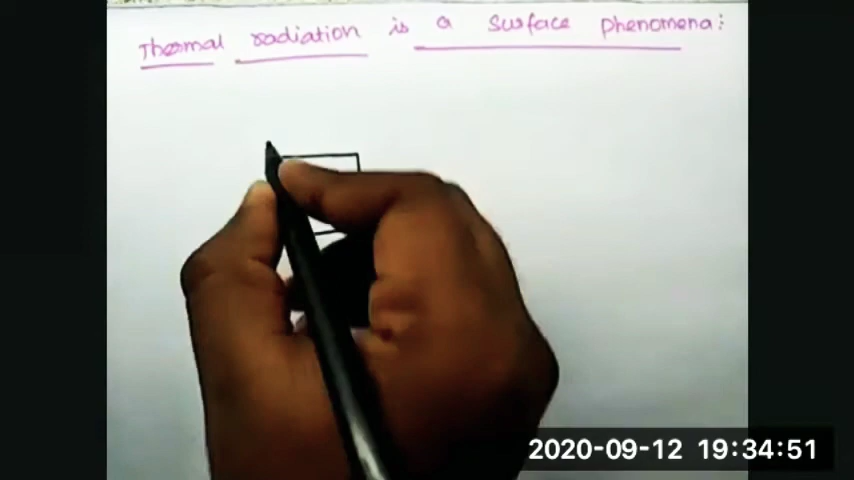 Thermal radiation is a surface phenomena:
2020-09-12 19:34:51